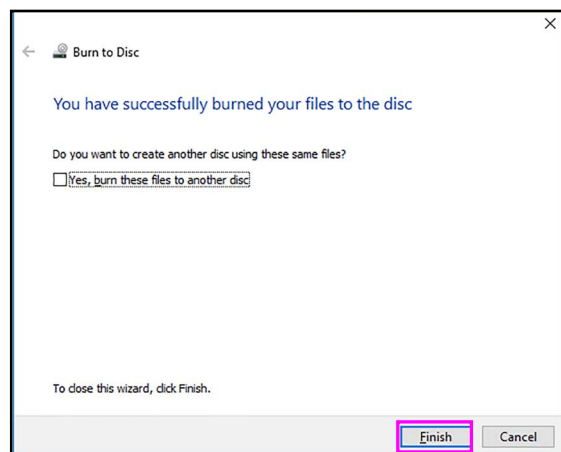 Burn to Disc
You have successfully burned your files to the disc
Do you want to create another disc using these same files?
Yes, burn these files to another disc
To close this wizard, click Finish.
Finish Cancel